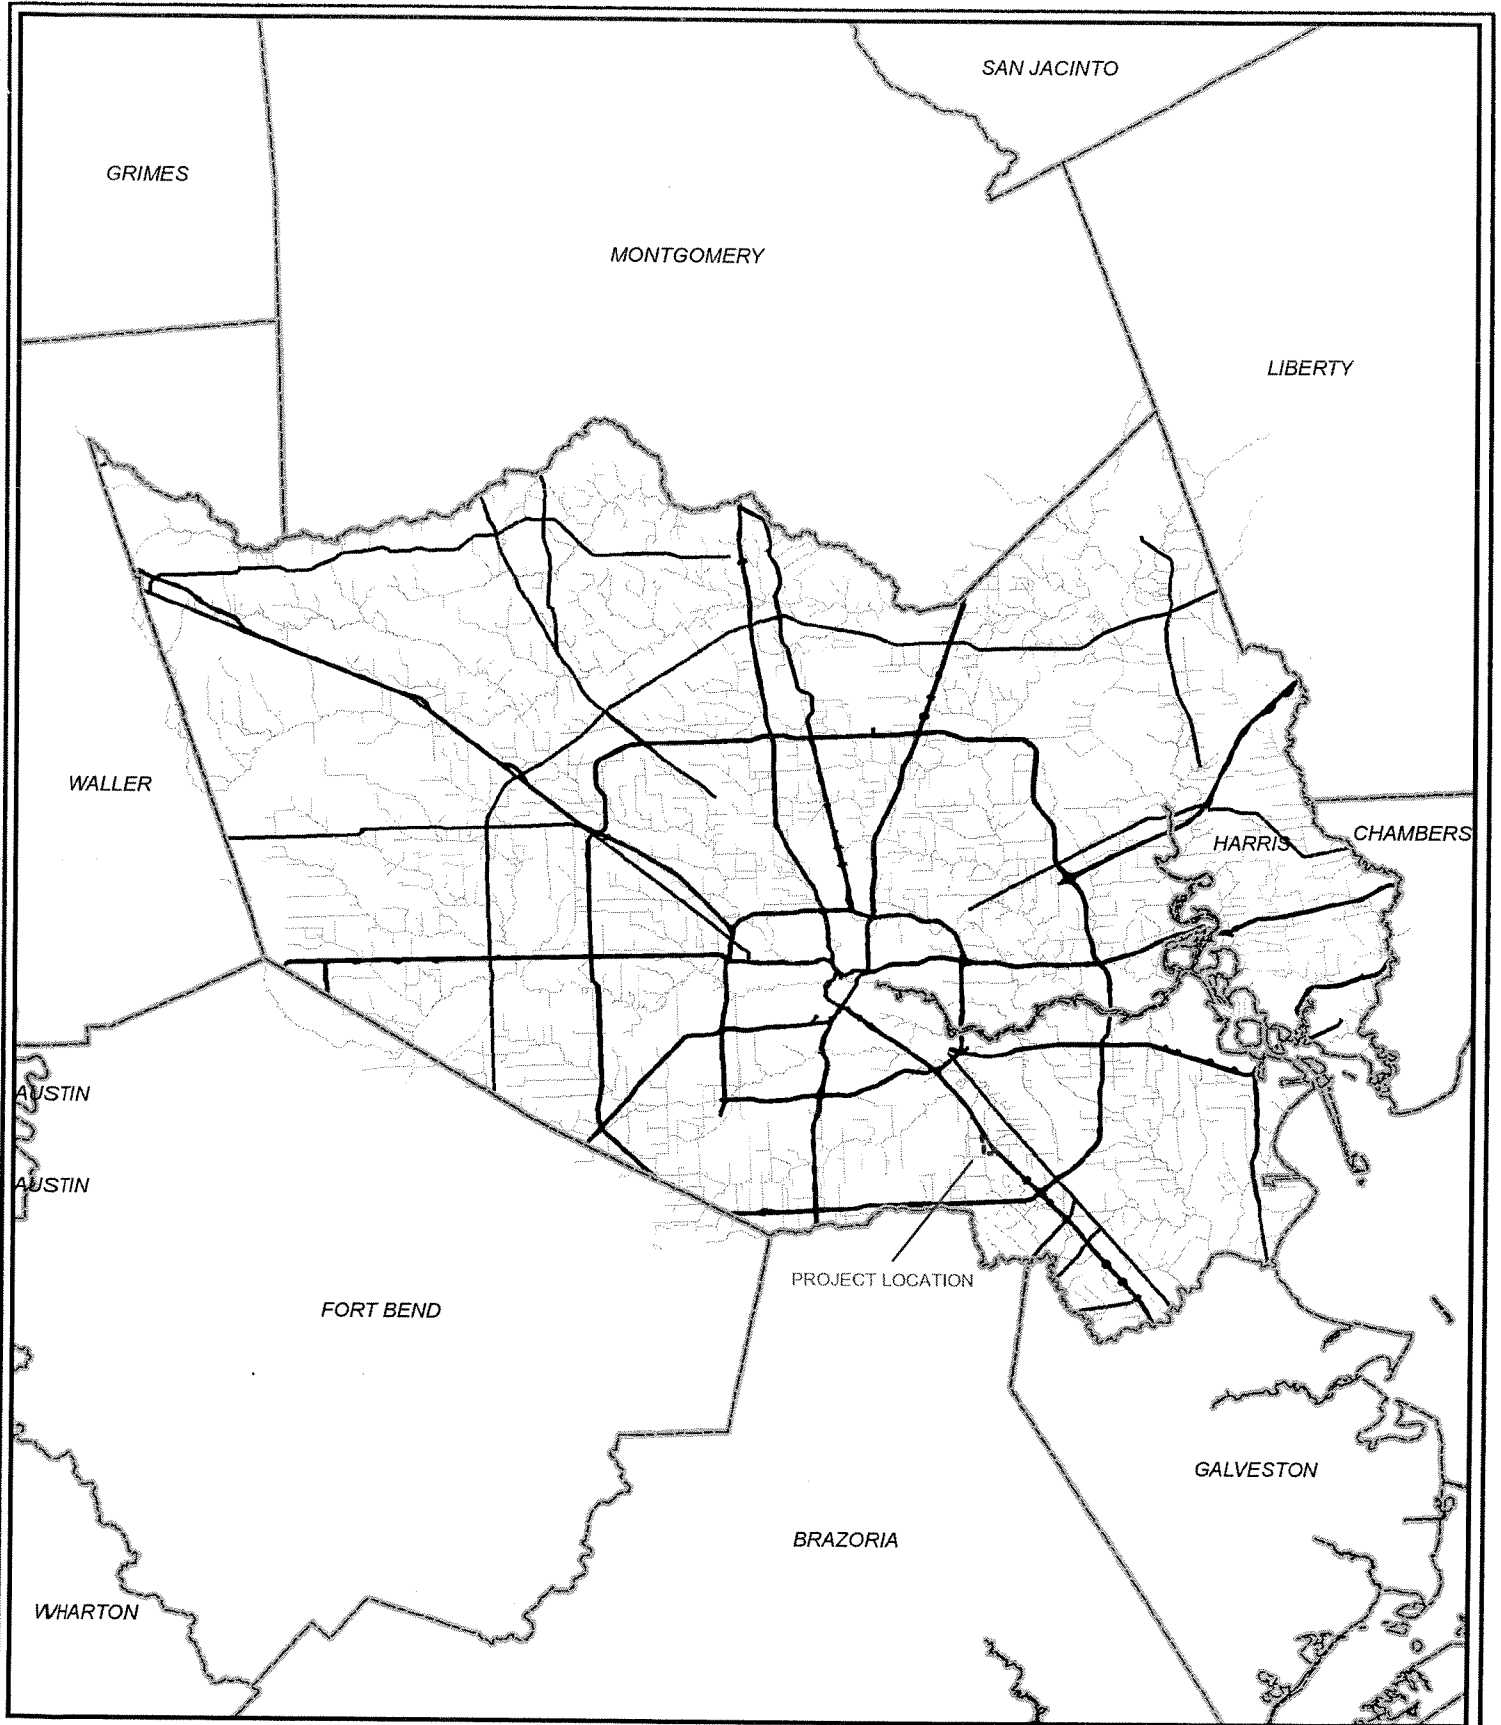 SAN JACINTO
GRIMES
MONTGOMERY
LIBERTY
WALLER
HARRIS
CHAMBERS
AUSTIN
AUSTIN
PROJECT LOCATION
FORT BEND
GALVESTON
BRAZORIA
WHARTON